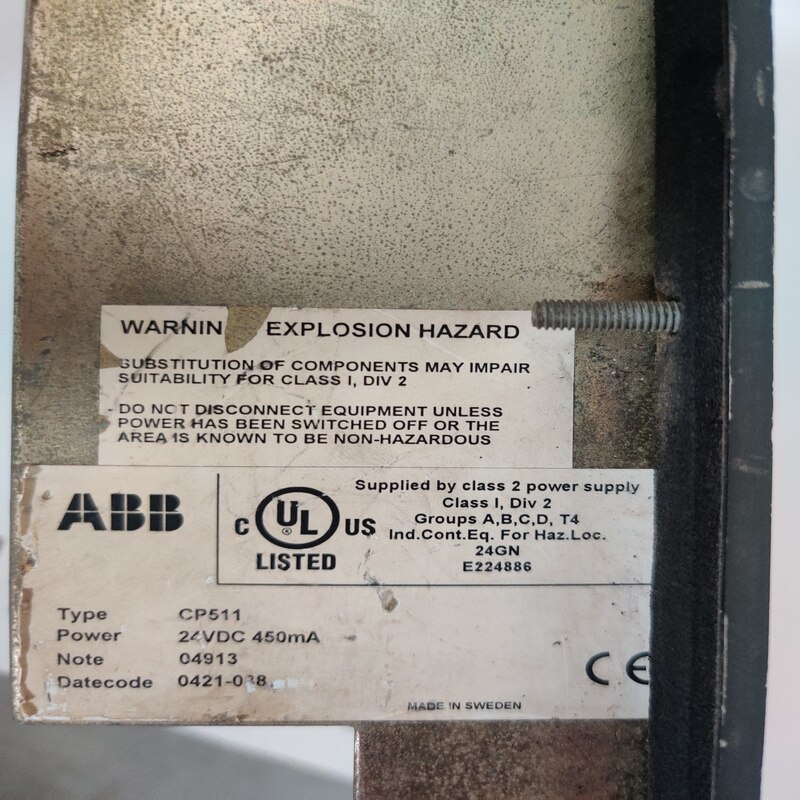 WARNIN EXPLOSION HAZARD
SUBSTITUTION OF COMPONENTS MAY IMPAIR
SUITABILITY FOR CLASS I, DIV 2
- DO NOT DISCONNECT EQUIPMENT UNLESS
POWER HAS BEEN SWITCHED OFF OR THE
AREA IS KNOWN TO BE NON-HAZARDOUS
ABB
C UL US
®
LISTED
Supplied by class 2 power supply
Class I, Div 2
Groups A,B,C,D, T4
Ind.Cont.Eq. For Haz.Loc.
24GN
E224886
Type CP511
Power 24VDC 450mA
Note 04913
Datecode
CE
MADE IN SWEDEN